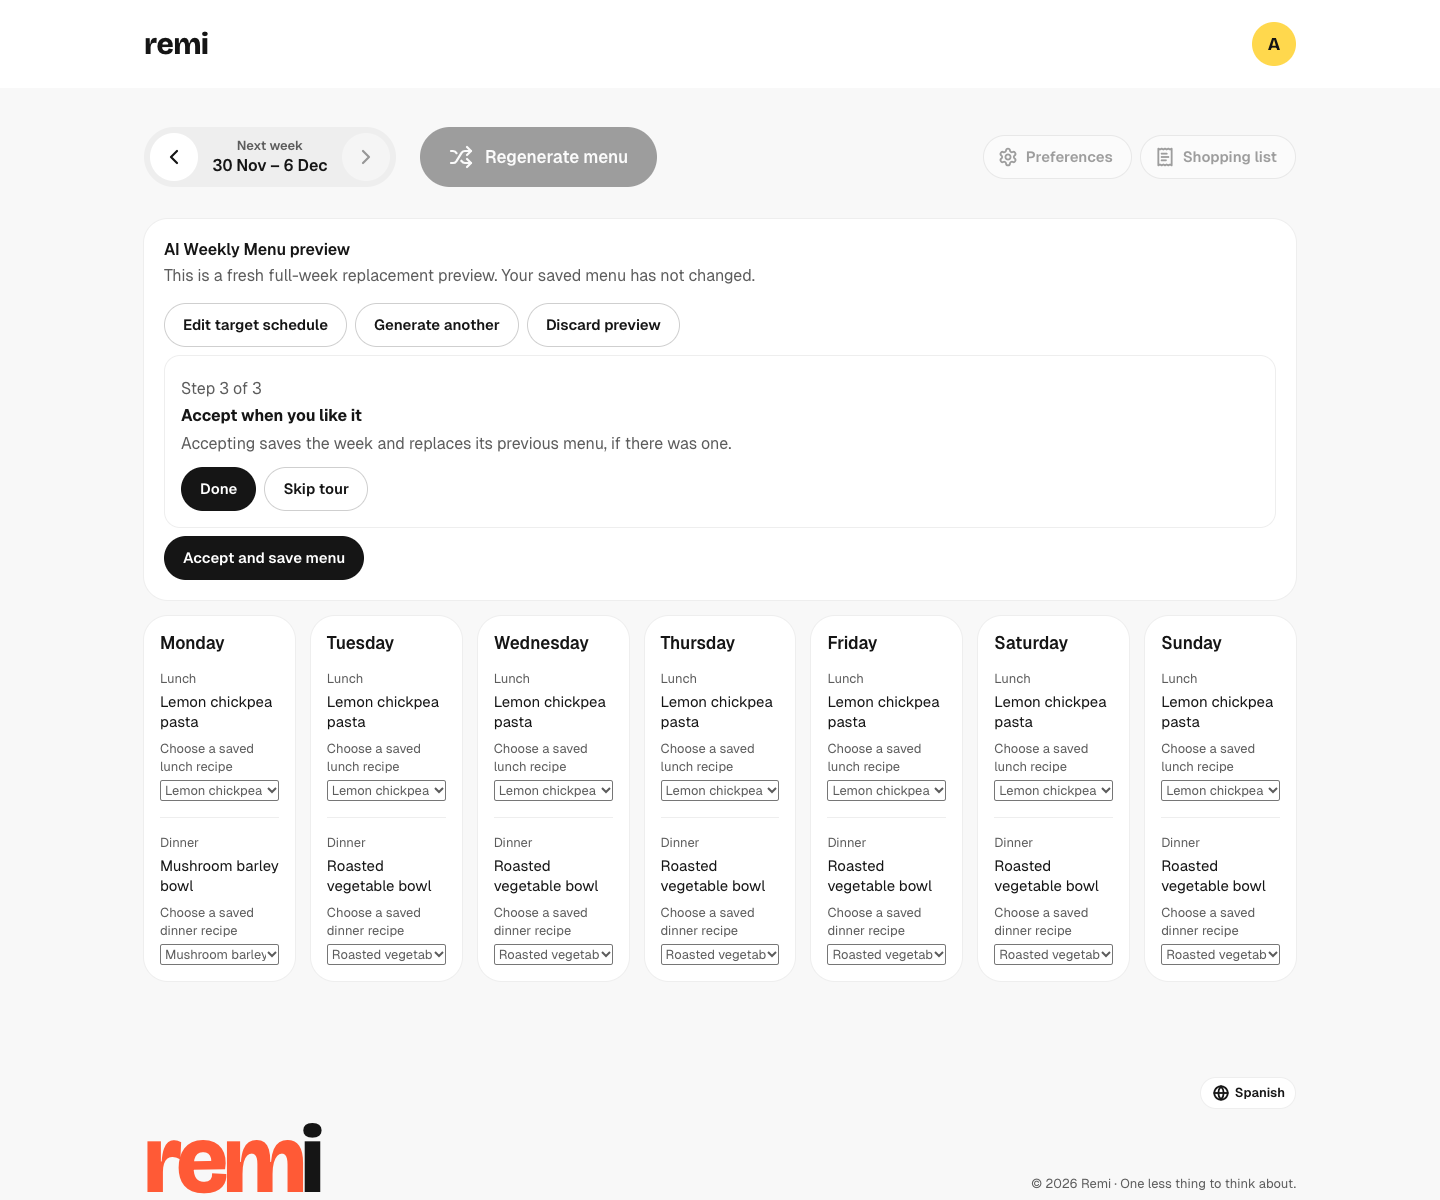 remi
A
Next week
30 Nov – 6 Dec
Regenerate menu
Preferences
Shopping list
AI Weekly Menu preview
This is a fresh full-week replacement preview. Your saved menu has not changed.
Edit target schedule
Generate another
Discard preview
Step 3 of 3
Accept when you like it
Accepting saves the week and replaces its previous menu, if there was one.
Done
Skip tour
Accept and save menu
Monday
Lunch
Lemon chickpea
pasta
Choose a saved
lunch recipe
Lemon chickpea
Dinner
Mushroom barley
bowl
Choose a saved
dinner recipe
Mushroom barley
Tuesday
Lunch
Lemon chickpea
pasta
Choose a saved
lunch recipe
Lemon chickpea
Dinner
Roasted
vegetable bowl
Choose a saved
dinner recipe
Roasted vegetab
Wednesday
Lunch
Lemon chickpea
pasta
Choose a saved
lunch recipe
Lemon chickpea
Dinner
Roasted
vegetable bowl
Choose a saved
dinner recipe
Roasted vegetab
Thursday
Lunch
Lemon chickpea
pasta
Choose a saved
lunch recipe
Lemon chickpea
Dinner
Roasted
vegetable bowl
Choose a saved
dinner recipe
Roasted vegetab
Friday
Lunch
Lemon chickpea
pasta
Choose a saved
lunch recipe
Lemon chickpea
Dinner
Roasted
vegetable bowl
Choose a saved
dinner recipe
Roasted vegetab
Saturday
Lunch
Lemon chickpea
pasta
Choose a saved
lunch recipe
Lemon chickpea
Dinner
Roasted
vegetable bowl
Choose a saved
dinner recipe
Roasted vegetab
Sunday
Lunch
Lemon chickpea
pasta
Choose a saved
lunch recipe
Lemon chickpea
Dinner
Roasted
vegetable bowl
Choose a saved
dinner recipe
Roasted vegetab
Spanish
remi
© 2026 Remi · One less thing to think about.